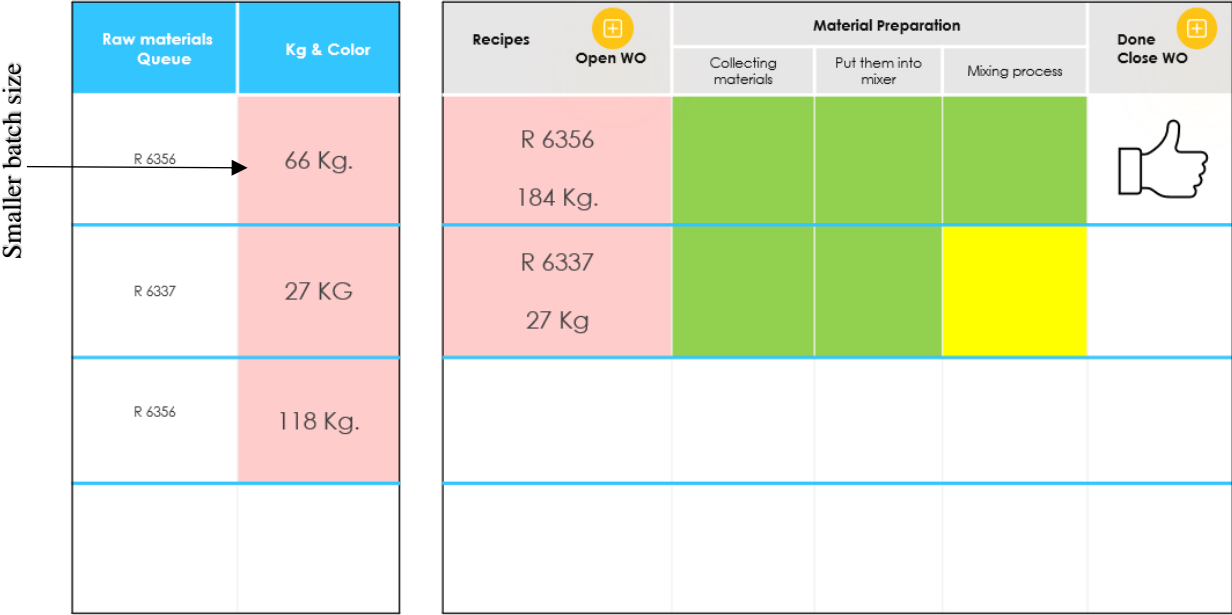 Smaller batch size
Raw materials
Queue
Kg & Color
R 6356
66 Kg.
R 6337
27 KG
R 6356
118 Kg.
Recipes
Open WO
Material Preparation
Collecting
materials
Put them into
mixer
Mixing process
Done
Close WO
R 6356
184 Kg.
R 6337
27 Kg